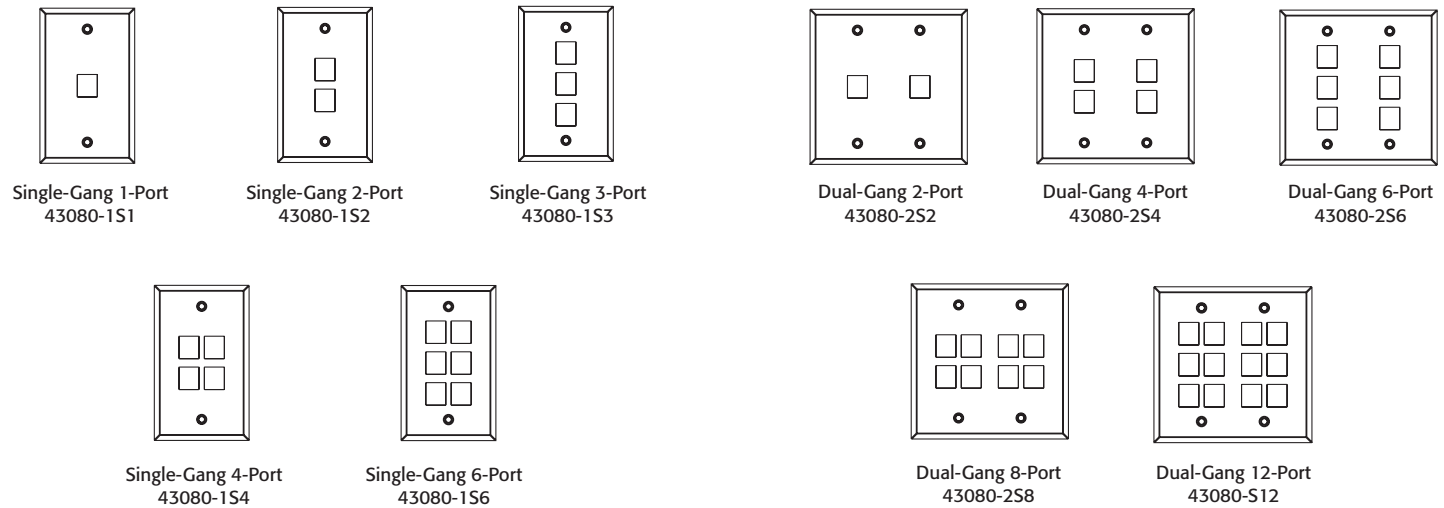 Single-Gang 1-Port
43080-1S1
Single-Gang 2-Port
43080-1S2
Single-Gang 3-Port
43080-1S3
Dual-Gang 2-Port
43080-2S2
Dual-Gang 4-Port
43080-2S4
Dual-Gang 6-Port
43080-2S6
Single-Gang 4-Port
43080-1S4
Single-Gang 6-Port
43080-1S6
Dual-Gang 8-Port
43080-2S8
Dual-Gang 12-Port
43080-S12